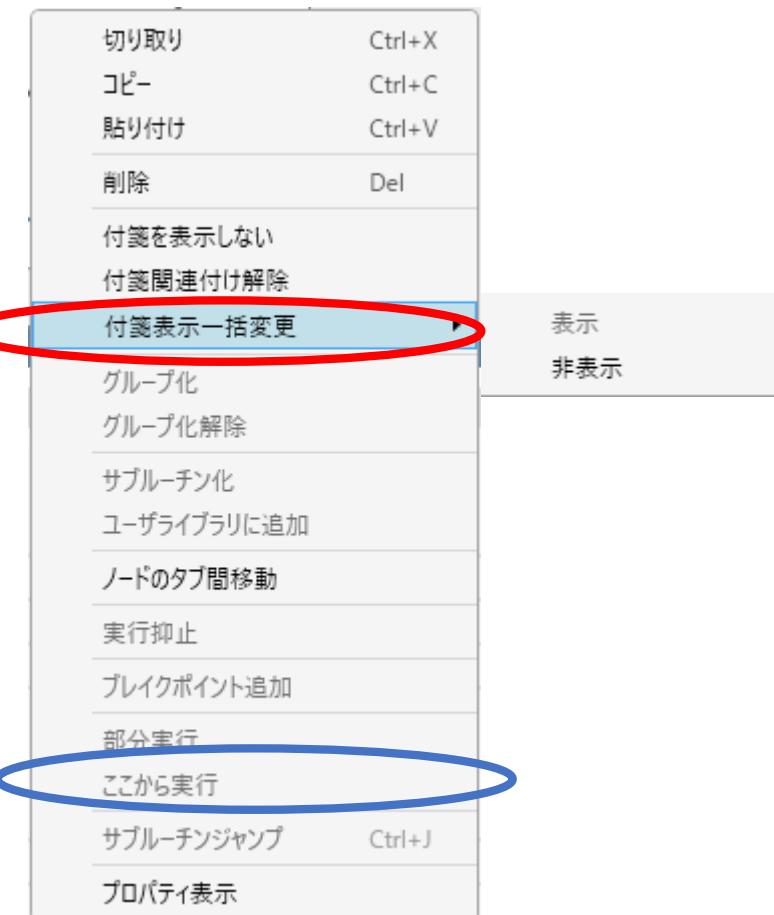 切り取り Ctrl+X
コピー Ctrl+C
貼り付け Ctrl+V
削除 Del
付箋を表示しない
付箋関連付け解除
付箋表示一括変更
表示
非表示
グループ化
グループ化解除
サブルーチン化
ユーザライブラリに追加
ノードのタブ間移動
実行抑止
ブレイクポイント追加
部分実行
ここから実行
サブルーチンジャンプ Ctrl+J
プロパティ表示